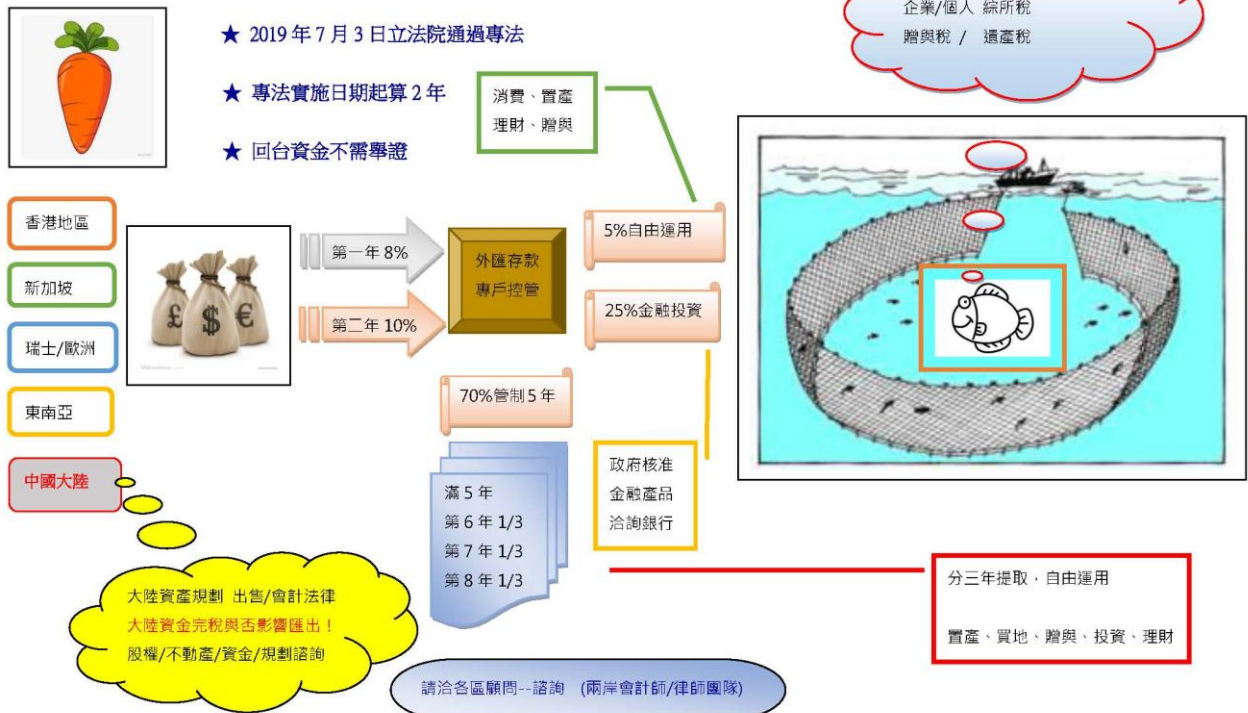 企業/個人 綜所稅
贈與稅 / 遺產稅
★ 2019 年 7 月 3 日立法院通過專法
★ 專法實施日期起算 2 年
★ 回台資金不需舉證
消費、置產
理財、贈與
香港地區
新加坡
瑞士/歐洲
東南亞
中國大陸
£ $ €
第一年 8%
第二年 10%
外匯存款
專戶控管
5%自由運用
25%金融投資
70%管制 5 年
滿 5 年
第 6 年 1/3
第 7 年 1/3
第 8 年 1/3
政府核准
金融產品
洽詢銀行
分三年提取，自由運用
置產、買地、贈與、投資、理財
大陸資產規劃 出售/會計法律
大陸資金完稅與否影響匯出！
股權/不動產/資金/規劃諮詢
請洽各區顧問--諮詢 (兩岸會計師/律師團隊)